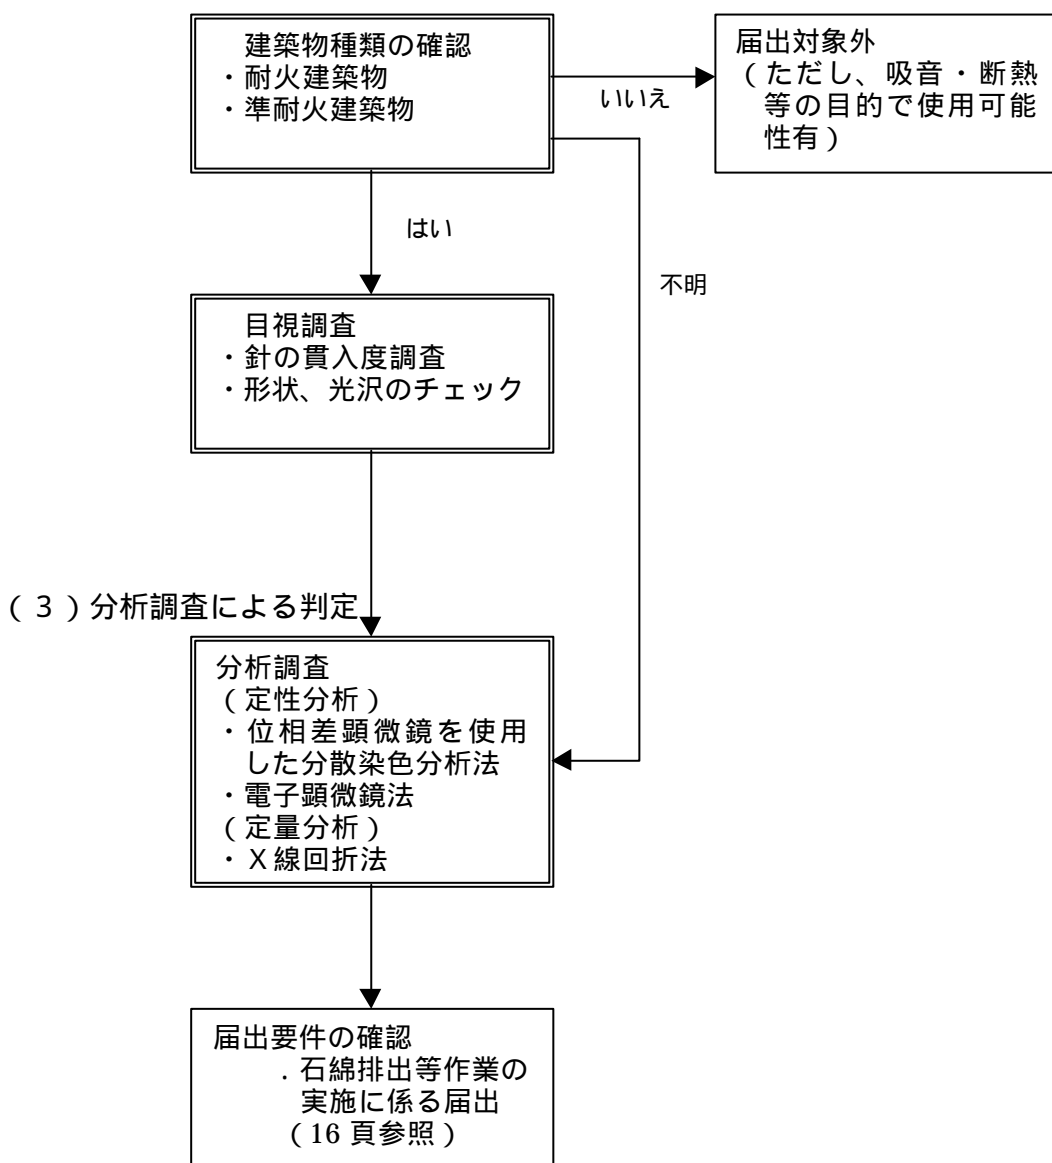 建築物種類の確認
・耐火建築物
・準耐火建築物
いいえ
届出対象外
（ただし、吸音・断熱
等の目的で使用可能
性有）
はい
不明
目視調査
・針の貫入度調査
・形状、光沢のチェック
（３）分析調査による判定
分析調査
（定性分析）
・位相差顕微鏡を使用
した分散染色分析法
・電子顕微鏡法
（定量分析）
・Ｘ線回折法
届出要件の確認
．石綿排出等作業の
実施に係る届出
（16 頁参照）